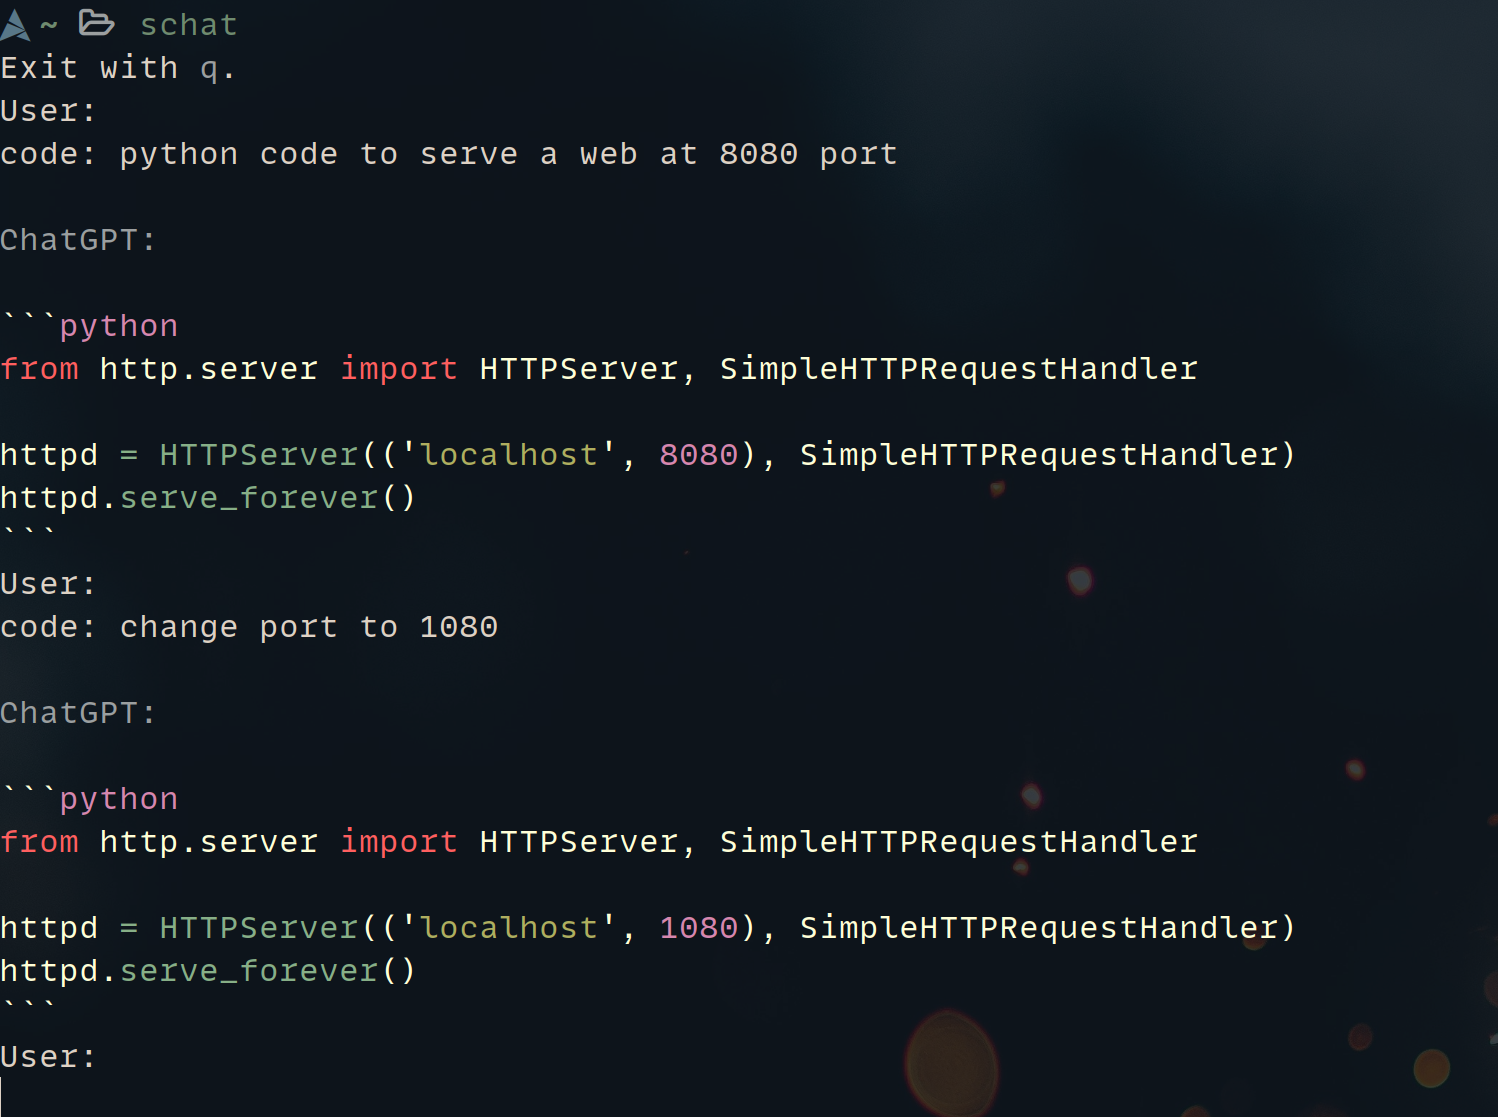 ~ schat
Exit with q.
User:
code: python code to serve a web at 8080 port
ChatGPT:
```python
from http.server import HTTPServer, SimpleHTTPRequestHandler
httpd = HTTPServer(('localhost', 8080), SimpleHTTPRequestHandler)
httpd.serve_forever()
```
User:
code: change port to 1080
ChatGPT:
```python
from http.server import HTTPServer, SimpleHTTPRequestHandler
httpd = HTTPServer(('localhost', 1080), SimpleHTTPRequestHandler)
httpd.serve_forever()
```
User: